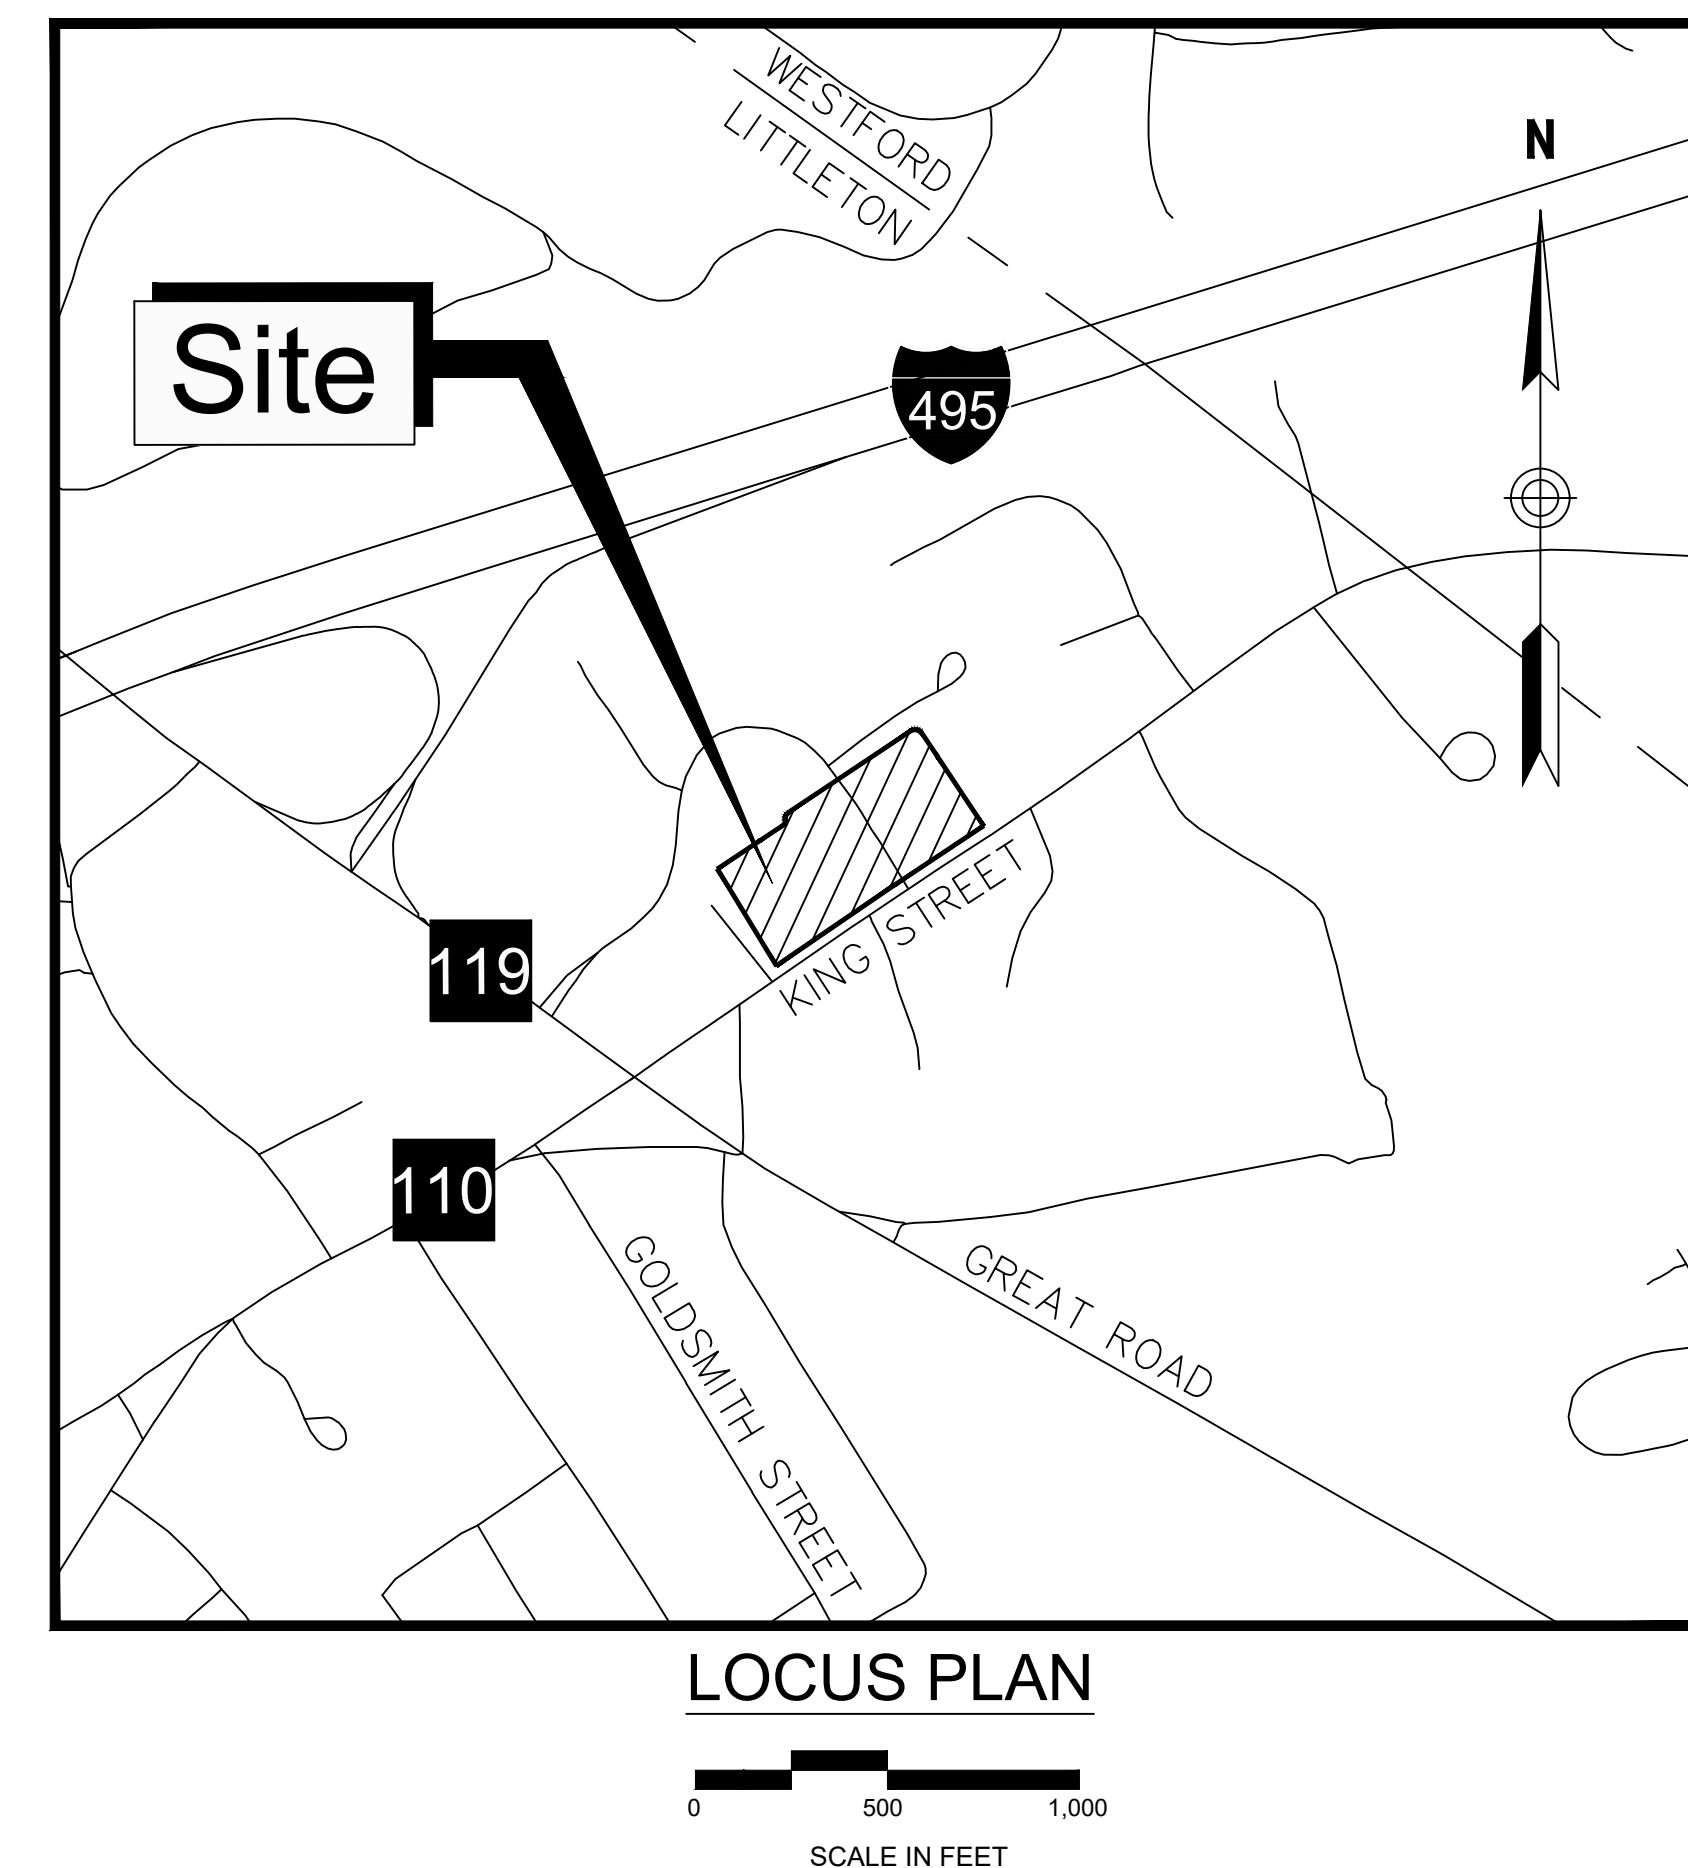 WESTFORD
LITTLETON
N
Site
495
KING STREET
119
110
GOLDSMITH STREET
GREAT ROAD
LOCUS PLAN
0 500 1,000
SCALE IN FEET